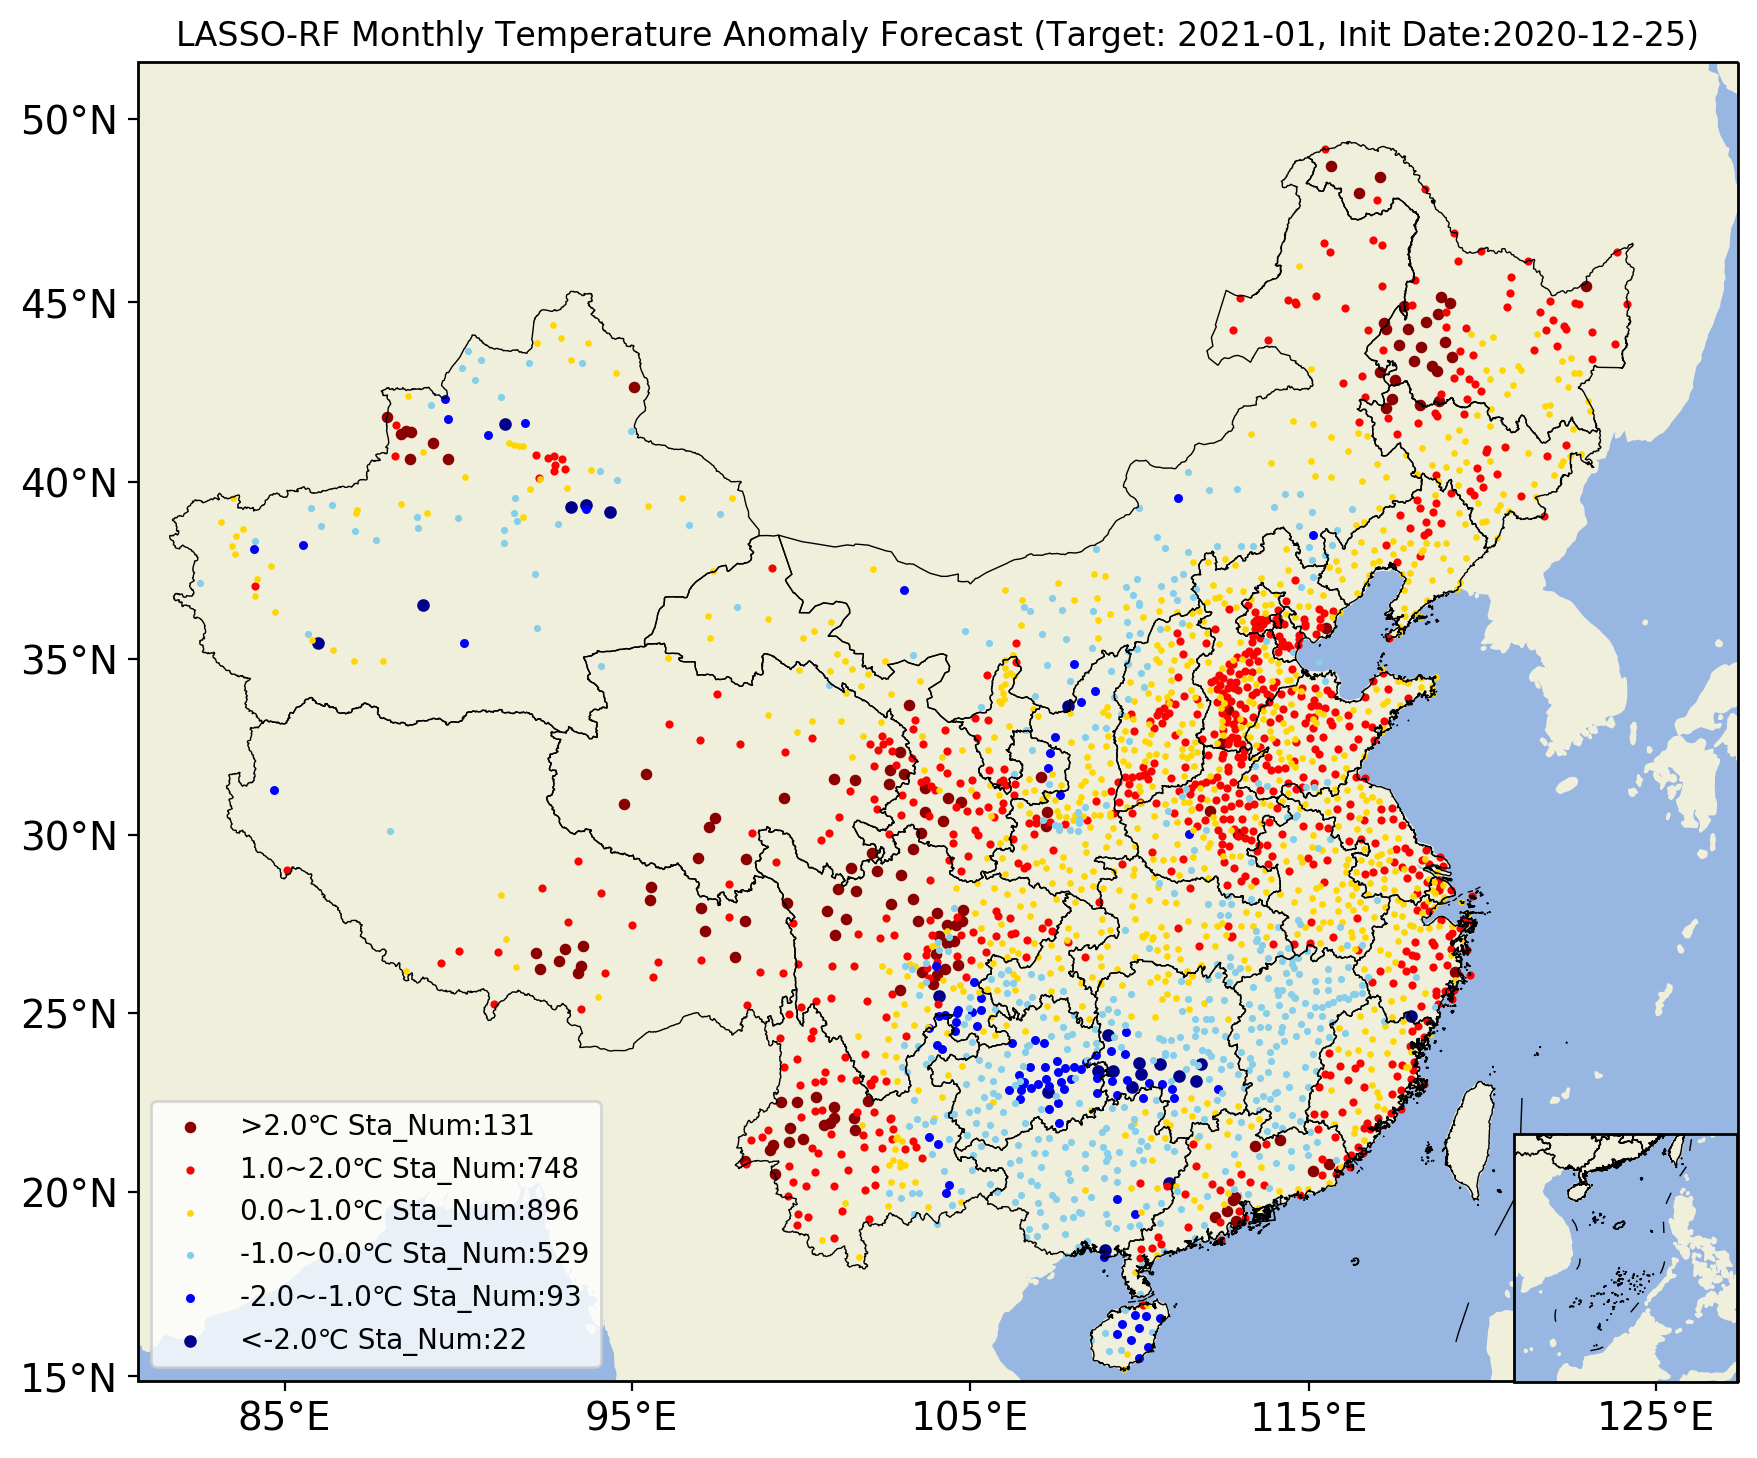 LASSO-RF Monthly Temperature Anomaly Forecast (Target: 2021-01, Init Date:2020-12-25)
50°N
45°N
40°N
35°N
30°N
25°N
20°N
15°N
>2.0℃ Sta_Num:131
1.0~2.0℃ Sta_Num:748
0.0~1.0℃ Sta_Num:896
-1.0~0.0℃ Sta_Num:529
-2.0~-1.0℃ Sta_Num:93
<-2.0℃ Sta_Num:22
85°E
95°E
105°E
115°E
125°E